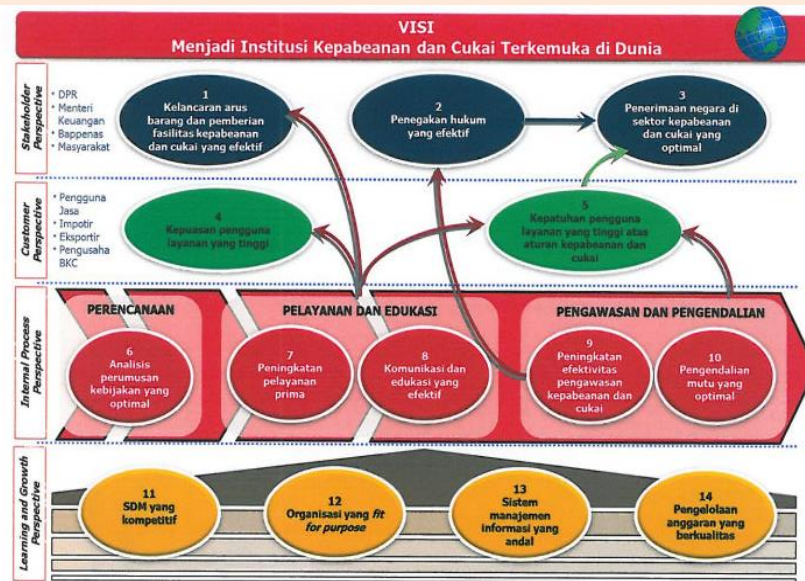 VISI
Menjadi Institusi Kepabeanan dan Cukai Terkemuka di Dunia
Stakeholder
Perspective
• DPR
• Menteri
Keuangan
• Bappenas
• Masyarakat
1
Kelancaran arus
barang dan pemberian
fasilitas kepabeanan
dan cukai yang efektif
2
Penegakan hukum
yang efektif
3
Penerimaan negara di
sektor kepabeanan
dan cukai yang
optimal
Customer
Perspective
• Pengguna
Jasa
• Impotir
• Eksportir
• Pengusaha
BKC
4
Kepuasan pengguna
layanan yang tinggi
5
Kepatuhan pengguna
layanan yang tinggi atas
aturan kepabeanan dan
cukai
Internal Process
Perspective
PERENCANAAN
6
Analisis
perumusan
kebijakan yang
optimal
PELAYANAN DAN EDUKASI
7
Peningkatan
pelayanan
prima
8
Komunikasi dan
edukasi yang
efektif
PENGAWASAN DAN PENGENDALIAN
9
Peningkatan
efektivitas
pengawasan
kepabeanan dan
cukai
10
Pengendalian
mutu yang
optimal
Learning and Growth
Perspective
11
SDM yang
kompetitif
12
Organisasi yang fit
for purpose
13
Sistem
manajemen
informasi yang
andal
14
Pengelolaan
anggaran yang
berkualitas